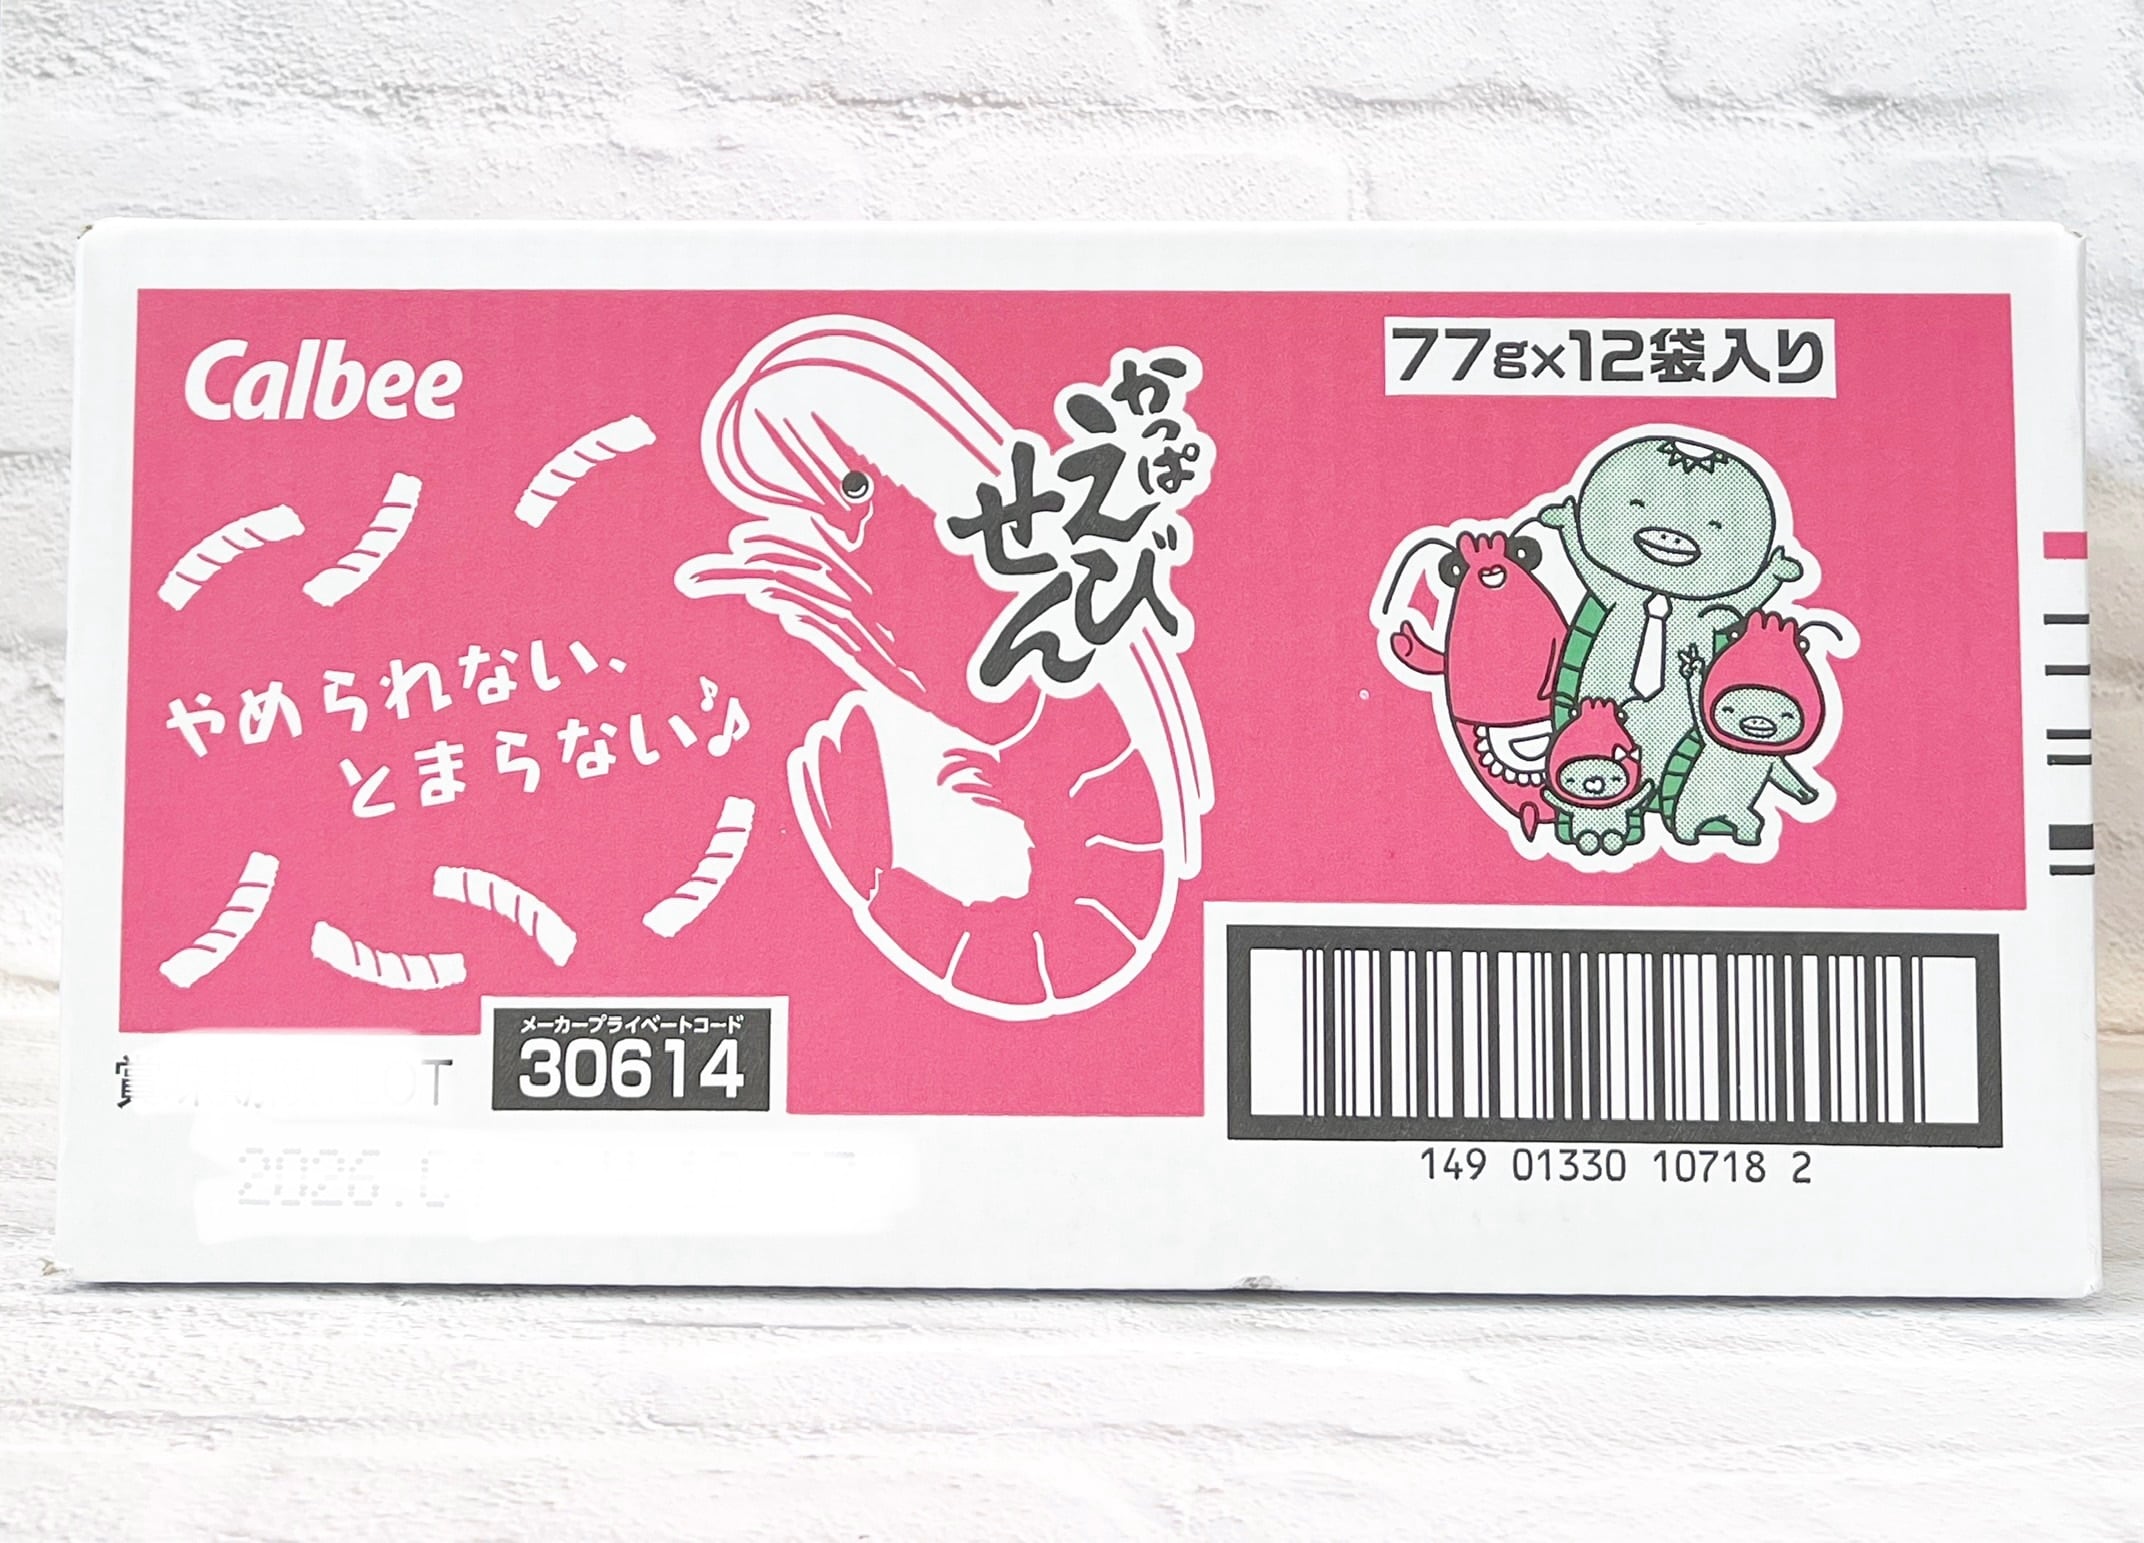 Calbee
かっぱ
えびせん
77g×12袋入り
やめられない、
とまらない♪
メーカープライベートコード
30614
149 01330 10718 2